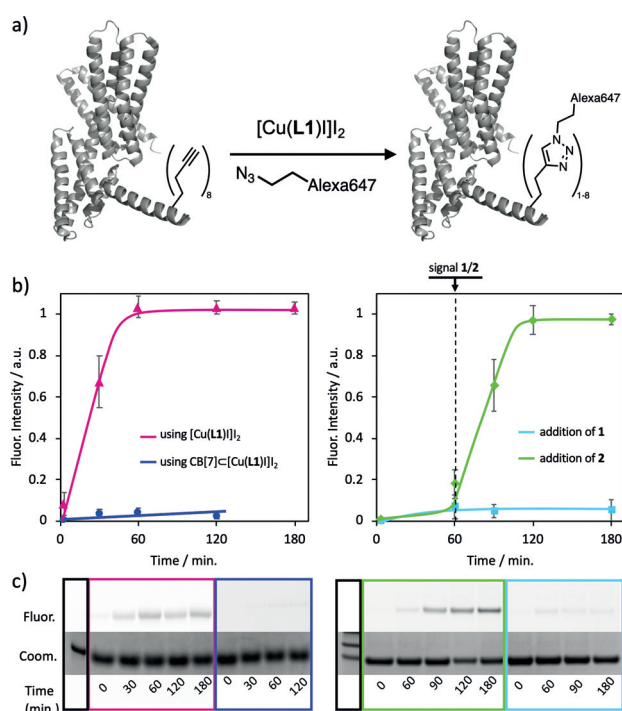 a)
[Cu(L1)I]I₂
N₃
Alexa647
8
Alexa647
N
N
N
1-8
b)
signal 1/2
Fluor. Intensity / a.u.
1
0.8
0.6
0.4
0.2
0
using [Cu(L1)I]I₂
using CB[7]⊂[Cu(L1)I]I₂
0 60 120 180
Time / min.
Fluor. Intensity / a.u.
1
0.8
0.6
0.4
0.2
0
addition of 1
addition of 2
0 60 120 180
Time / min.
c)
Fluor.
Coom.
Time
(min.)
0 30 60 120 180 0 30 60 120
0 60 90 120 180 0 60 90 120 180